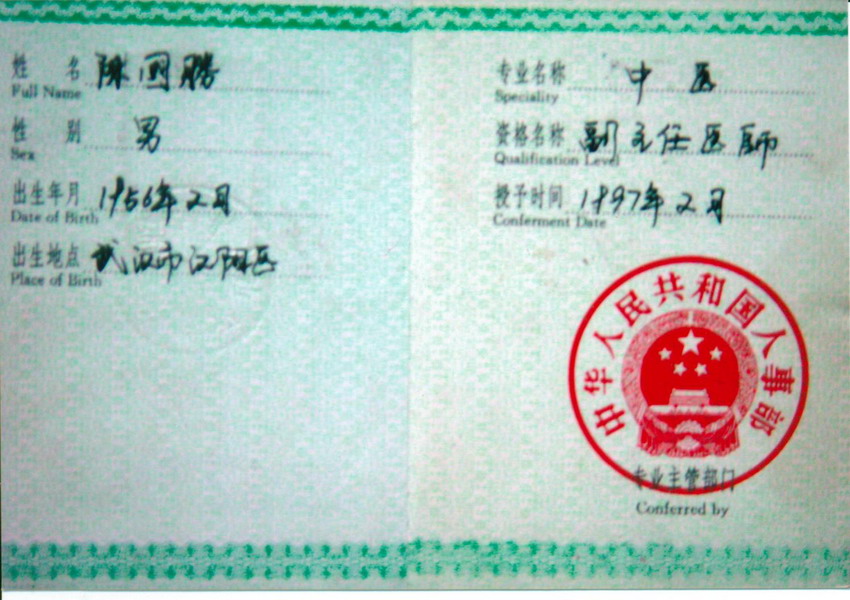 姓 名 陳國勝
Full Name
性 别 男
Sex
出生年月 1956年2月
Date of Birth
出生地点 武汉市汉阳区
Place of Birth
专业名称 中医
Speciality
资格名称 副主任医师
Qualification Level
授予时间 1997年2月
Conferment Date
中华人民共和国人事部
专业主管部门
Conferred by